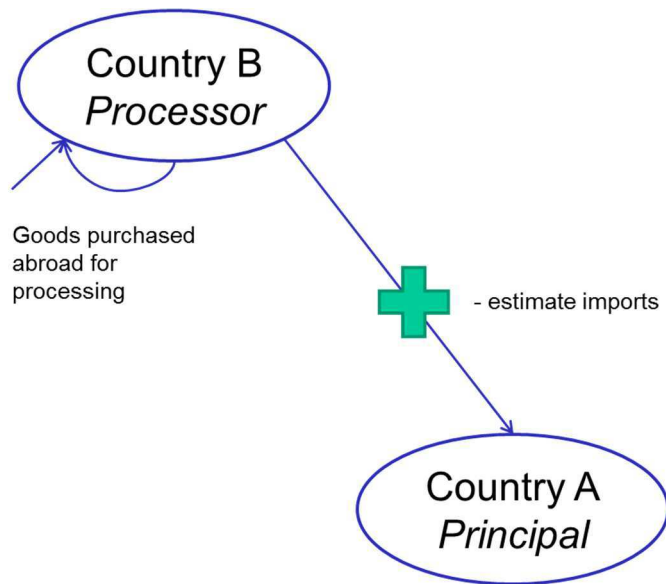 Country B
Processor
Goods purchased
abroad for
processing
- estimate imports
Country A
Principal